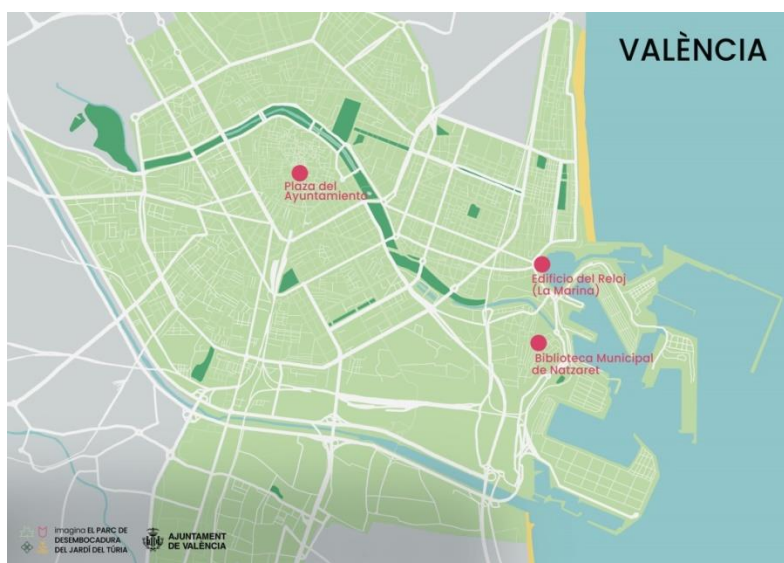 VALÈNCIA
Plaza del
Ayuntamiento
Edificio del Reloj
(La Marina)
Biblioteca Municipal
de Natzaret
imagina EL PARC DE
DESEMBOCADURA
DEL JARDÍ DEL TÚRIA
AJUNTAMENT
DE VALÈNCIA